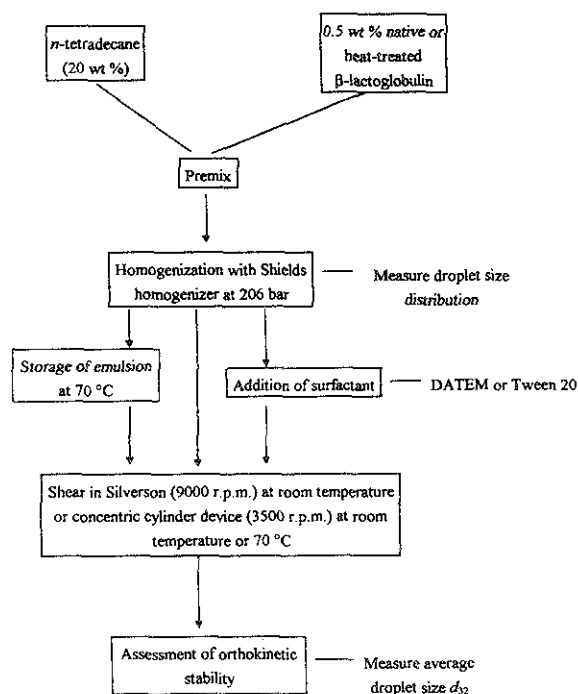 n-tetradecane
(20 wt %)
0.5 wt % native or
heat-treated
β-lactoglobulin
Premix
Homogenization with Shields
homogenizer at 206 bar
Measure droplet size
distribution
Storage of emulsion
at 70 °C
Addition of surfactant
DATEM or Tween 20
Shear in Silverson (9000 r.p.m.) at room temperature
or concentric cylinder device (3500 r.p.m.) at room
temperature or 70 °C
Assessment of orthokinetic
stability
Measure average
droplet size d32